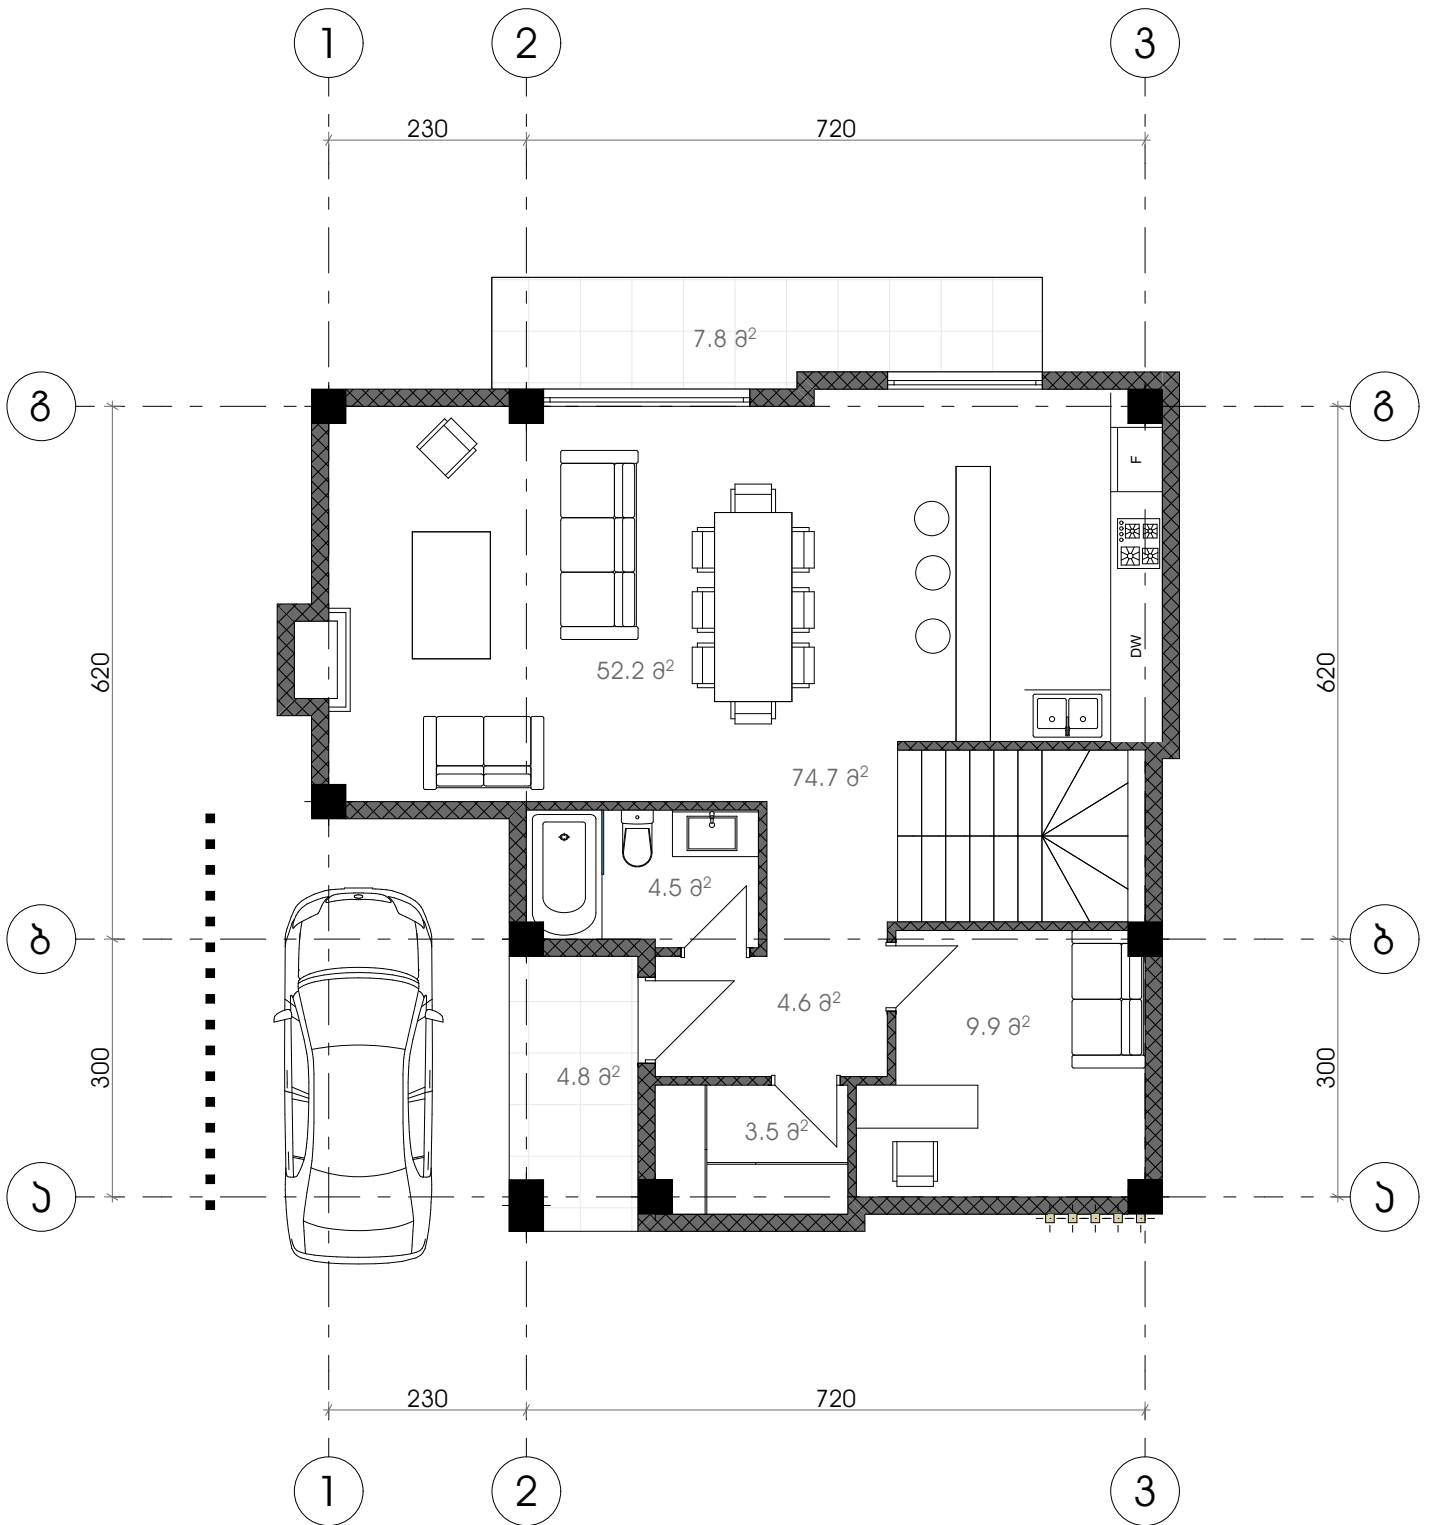 1 2 3
230 720
7.8 მ²
გ გ
F
DW
620 52.2 მ² 620
74.7 მ²
4.5 მ²
ბ ბ
4.6 მ²
9.9 მ²
300 4.8 მ² 300
3.5 მ²
ა ა
230 720
1 2 3